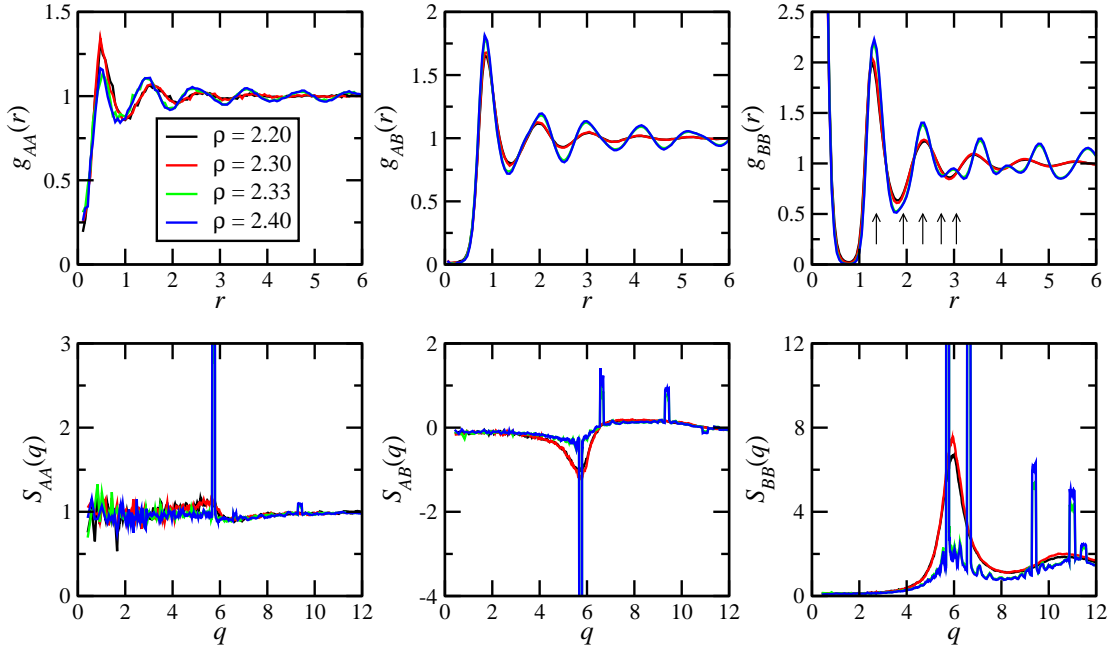 g_AA(r)
1.5
1
0.5
0
0 1 2 3 4 5 6
r
ρ = 2.20
ρ = 2.30
ρ = 2.33
ρ = 2.40
g_AB(r)
2
1.5
1
0.5
0
0 1 2 3 4 5 6
r
g_BB(r)
2.5
2
1.5
1
0.5
0
0 1 2 3 4 5 6
r
S_AA(q)
3
2
1
0
0 2 4 6 8 10 12
q
S_AB(q)
2
0
-2
-4
0 2 4 6 8 10 12
q
S_BB(q)
12
8
4
0
0 2 4 6 8 10 12
q